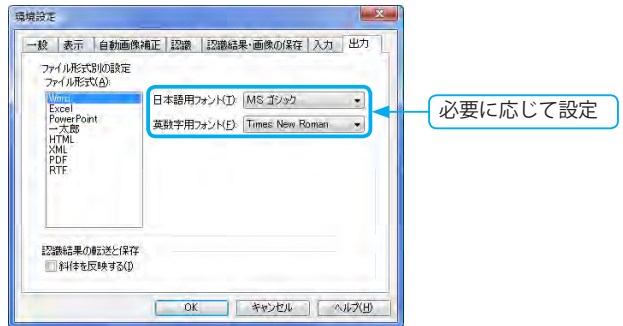 環境設定
一般 表示 自動画像補正 認識 認識結果・画像の保存 入力 出力
ファイル形式別の設定
ファイル形式(A):
Word
Excel
PowerPoint
一太郎
HTML
XML
PDF
RTF
日本語用フォント(T): MS ゴシック
英数字用フォント(F): Times New Roman
必要に応じて設定
認識結果の転送と保存
斜体を反映する(I)
OK キャンセル ヘルプ(H)